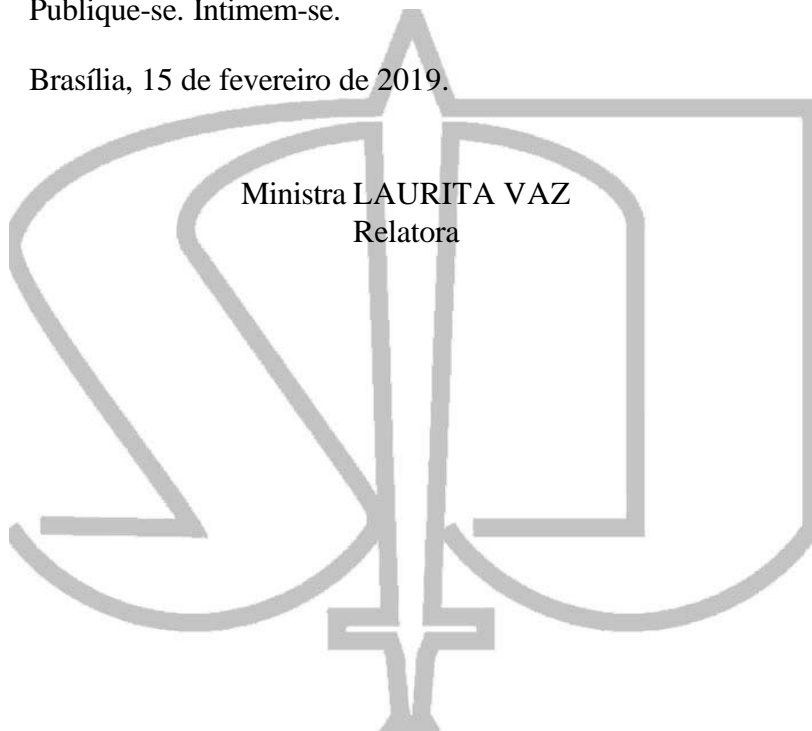 Publique-se. Intimem-se.
Brasília, 15 de fevereiro de 2019.
Ministra LAURITA VAZ
Relatora